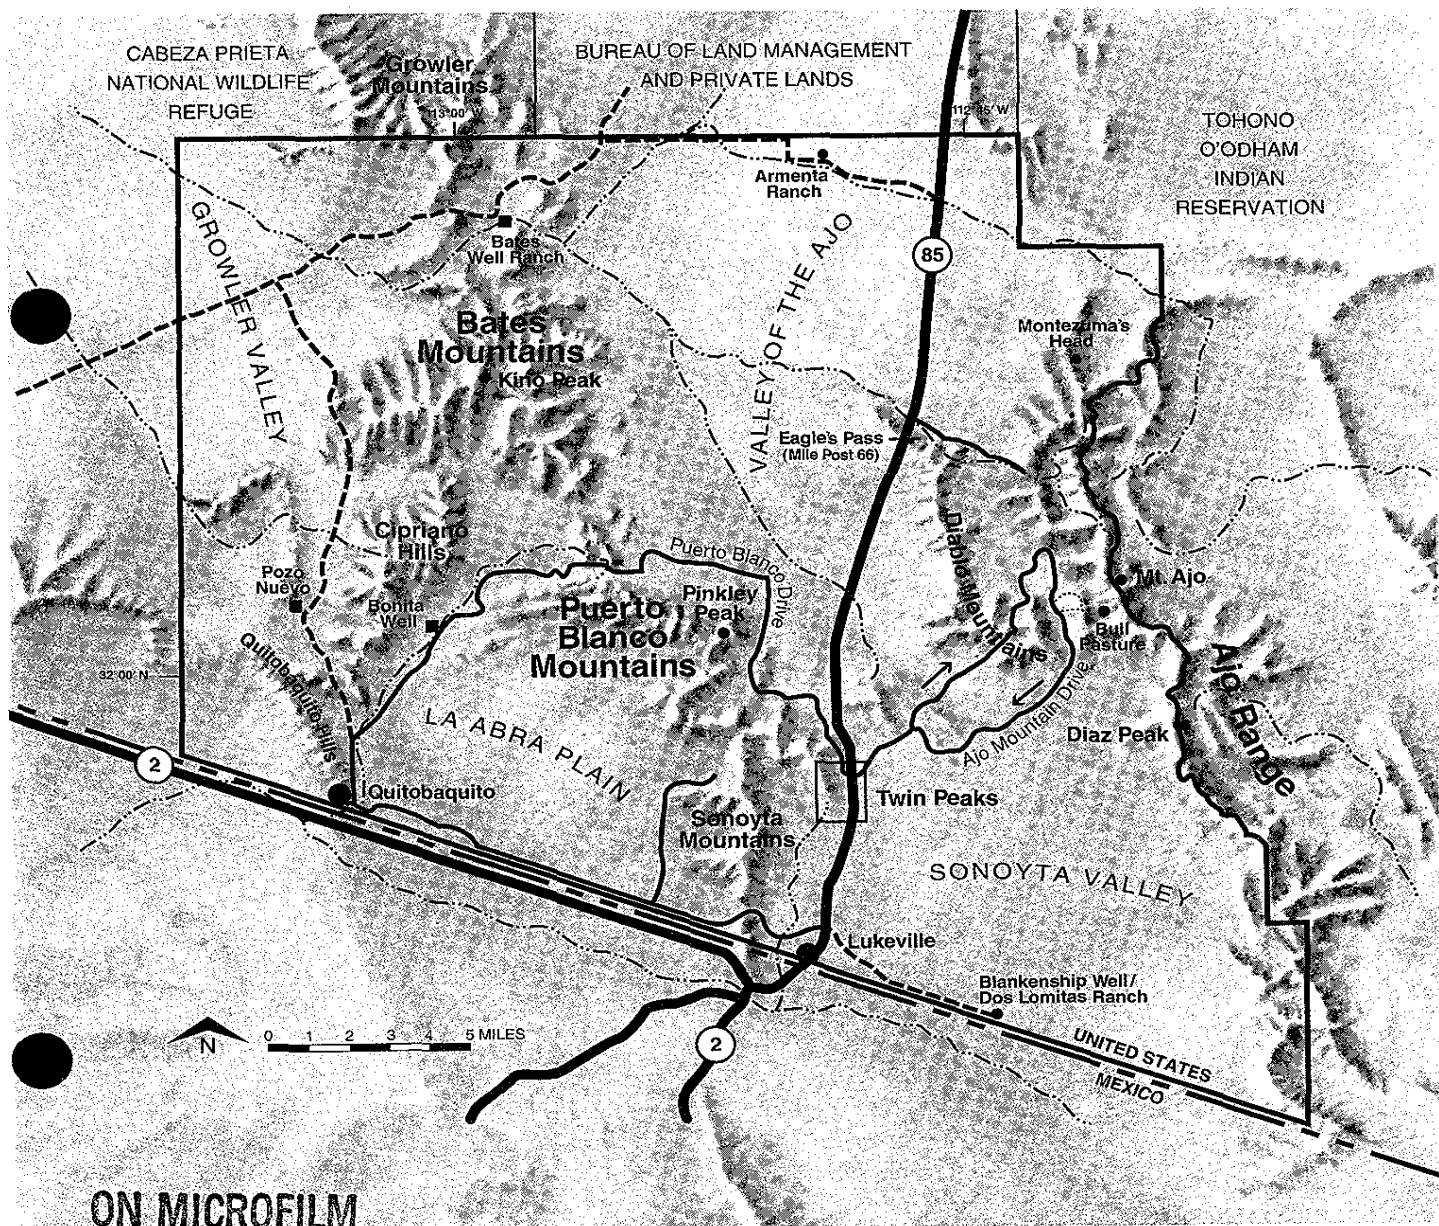 CABEZA PRIETA
NATIONAL WILDLIFE
REFUGE
Growler
Mountains
BUREAU OF LAND MANAGEMENT
AND PRIVATE LANDS
13°00' W
112°45' W
TOHONO
O'ODHAM
INDIAN
RESERVATION
Armenta
Ranch
GROWLER VALLEY
Bates
Well Ranch
VALLEY OF THE AJO
85
Bates
Mountains
Kino Peak
Montezuma's
Head
Eagle's Pass
(Mile Post 66)
Cipriano
Hills
Diablo Mountains
Puerto Blanco Drive
Pozo
Nuevo
Bonita
Well
Puerto
Blanco
Mountains
Pinkley
Peak
Mt. Ajo
Bull
Pasture
Quitobaquito Hills
32°00' N
Ajo Range
LA ABRA PLAIN
Ajo Mountain Drive
Diaz Peak
2
Quitobaquito
Twin Peaks
Sonoyta
Mountains
SONOYTA VALLEY
Lukeville
Blankenship Well/
Dos Lomitas Ranch
N
0 1 2 3 4 5 MILES
2
UNITED STATES
MEXICO
ON MICROFILM